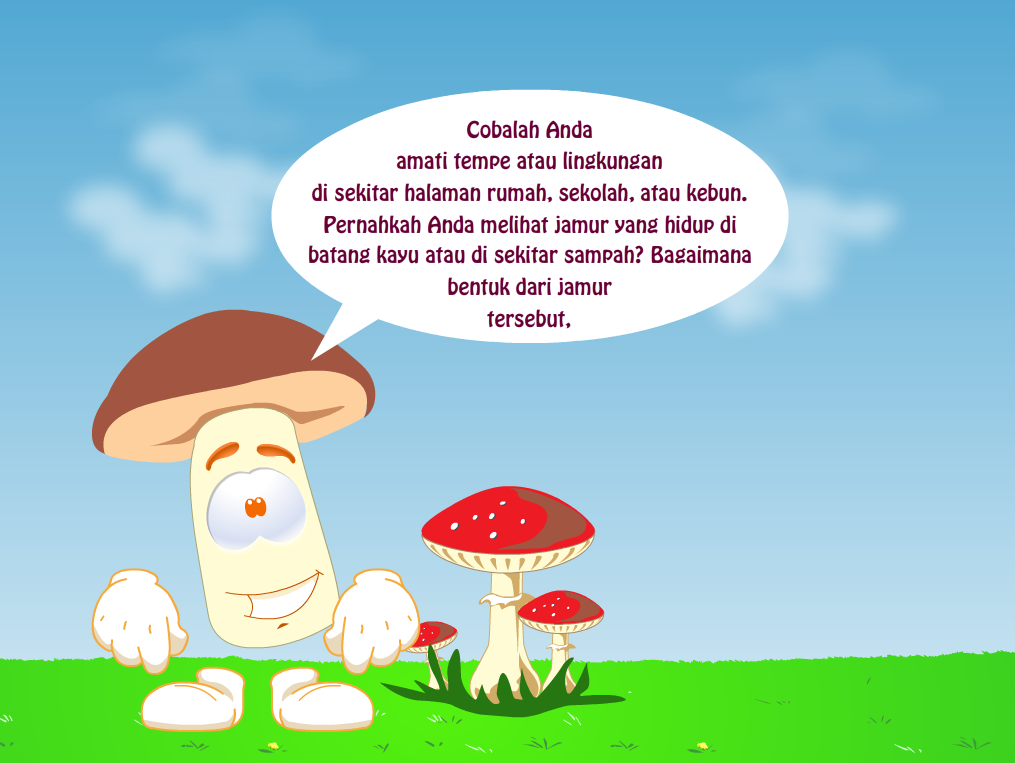 Cobalah Anda
amati tempe atau lingkungan
di sekitar halaman rumah, sekolah, atau kebun.
Pernahkah Anda melihat jamur yang hidup di
batang kayu atau di sekitar sampah? Bagaimana
bentuk dari jamur
tersebut,